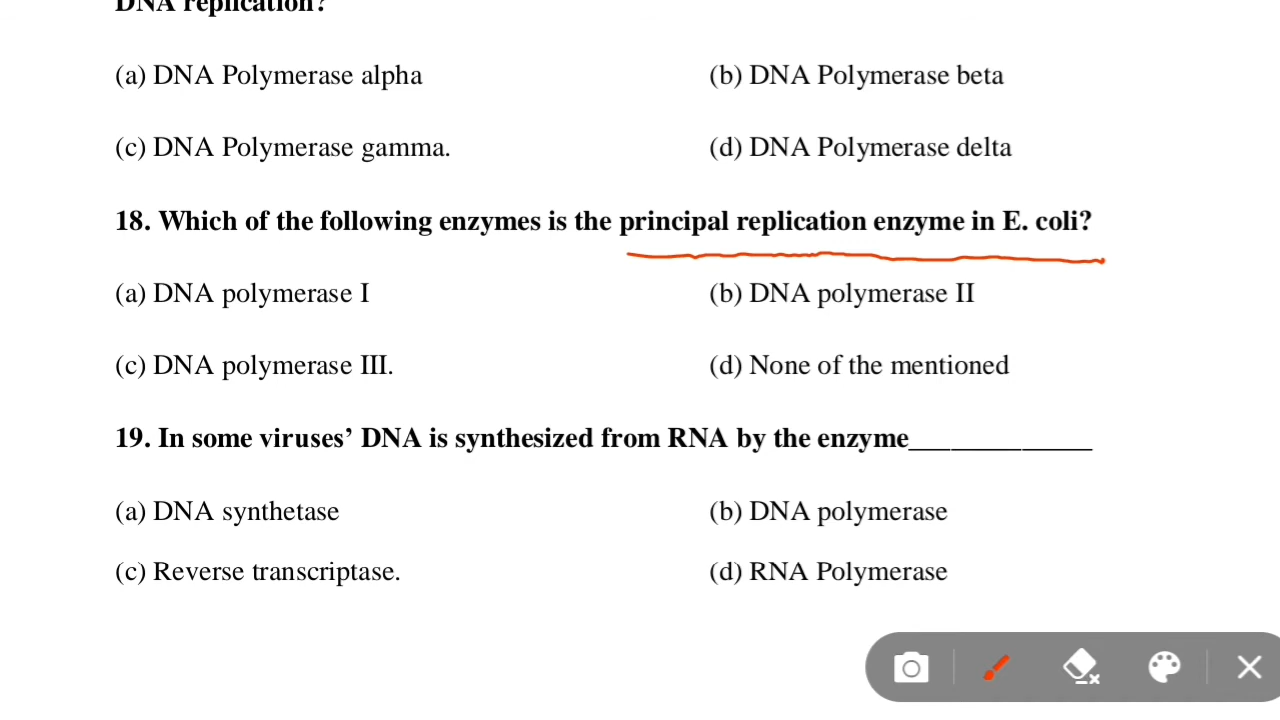 DNA replication?
(a) DNA Polymerase alpha (b) DNA Polymerase beta
(c) DNA Polymerase gamma. (d) DNA Polymerase delta
18. Which of the following enzymes is the principal replication enzyme in E. coli?
(a) DNA polymerase I (b) DNA polymerase II
(c) DNA polymerase III. (d) None of the mentioned
19. In some viruses’ DNA is synthesized from RNA by the enzyme_____________
(a) DNA synthetase (b) DNA polymerase
(c) Reverse transcriptase. (d) RNA Polymerase